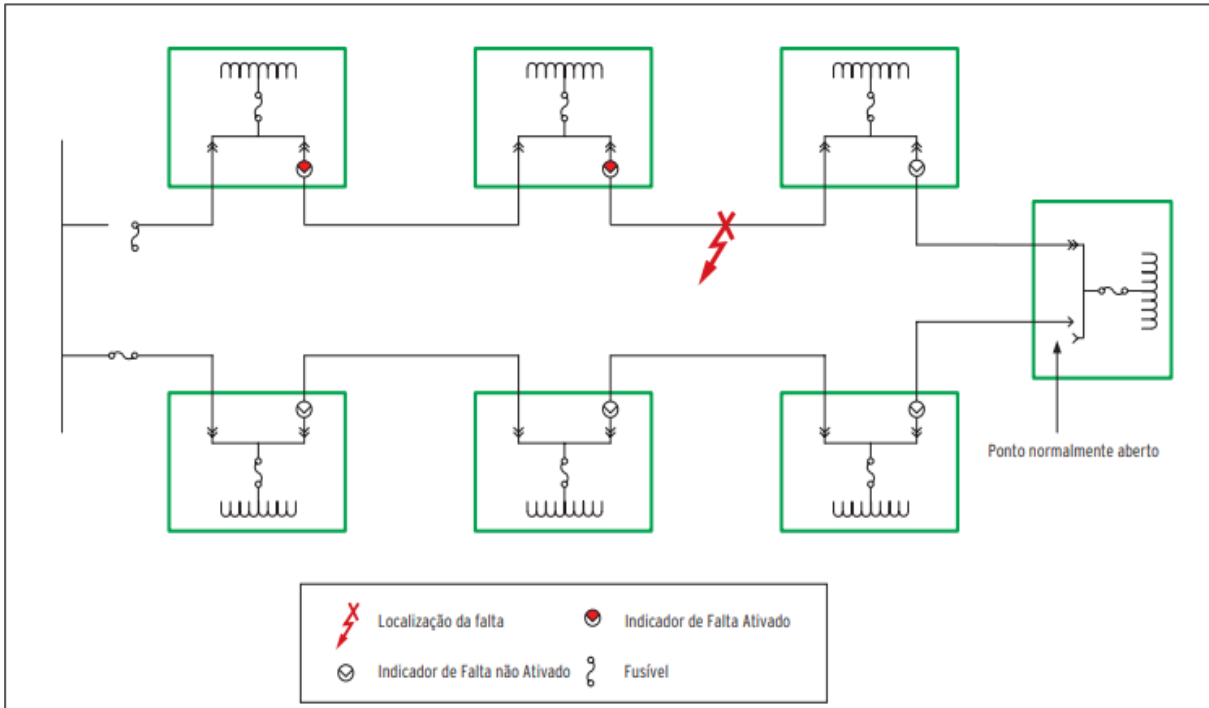 Ponto normalmente aberto
Localização da falta
Indicador de Falta Ativado
Indicador de Falta não Ativado
Fusível